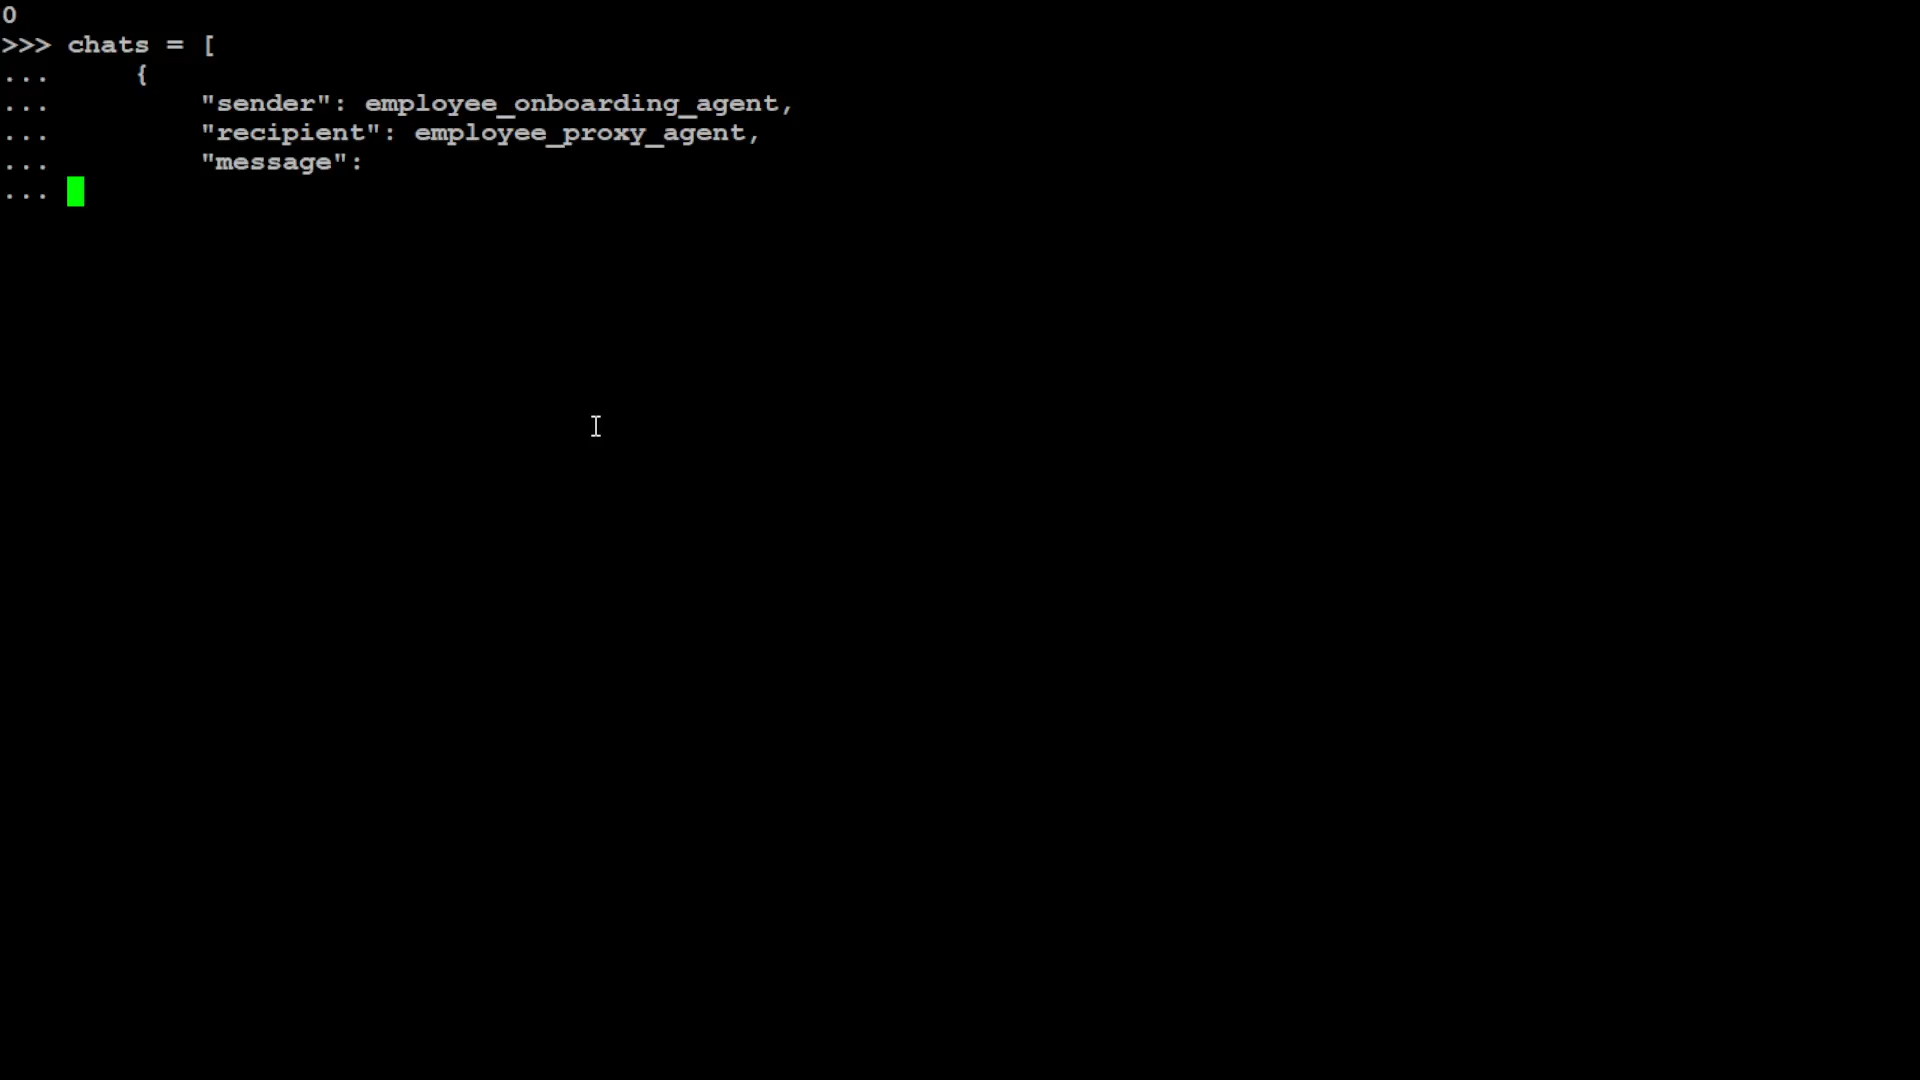 0
>>> chats = [
...     {
...         "sender": employee_onboarding_agent,
...         "recipient": employee_proxy_agent,
...         "message":
...